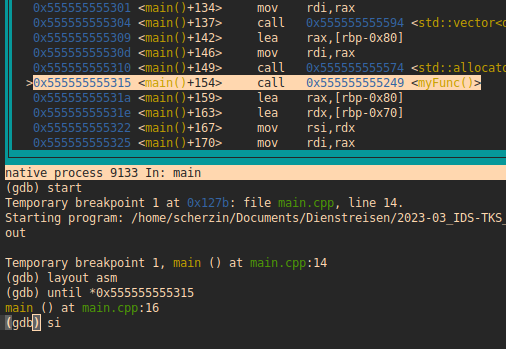 0x555555555301 <main()+134> mov rdi,rax
0x555555555304 <main()+137> call 0x555555555594 <std::vector<d
0x555555555309 <main()+142> lea rax,[rbp-0x80]
0x55555555530d <main()+146> mov rdi,rax
0x555555555310 <main()+149> call 0x555555555574 <std::allocato
>0x555555555315 <main()+154> call 0x555555555249 <myFunc()>
0x55555555531a <main()+159> lea rax,[rbp-0x80]
0x55555555531e <main()+163> lea rdx,[rbp-0x70]
0x555555555322 <main()+167> mov rsi,rdx
0x555555555325 <main()+170> mov rdi,rax
native process 9133 In: main
(gdb) start
Temporary breakpoint 1 at 0x127b: file main.cpp, line 14.
Starting program: /home/scherzin/Documents/Dienstreisen/2023-03_IDS-TKS_
out
Temporary breakpoint 1, main () at main.cpp:14
(gdb) layout asm
(gdb) until *0x555555555315
main () at main.cpp:16
(gdb) si